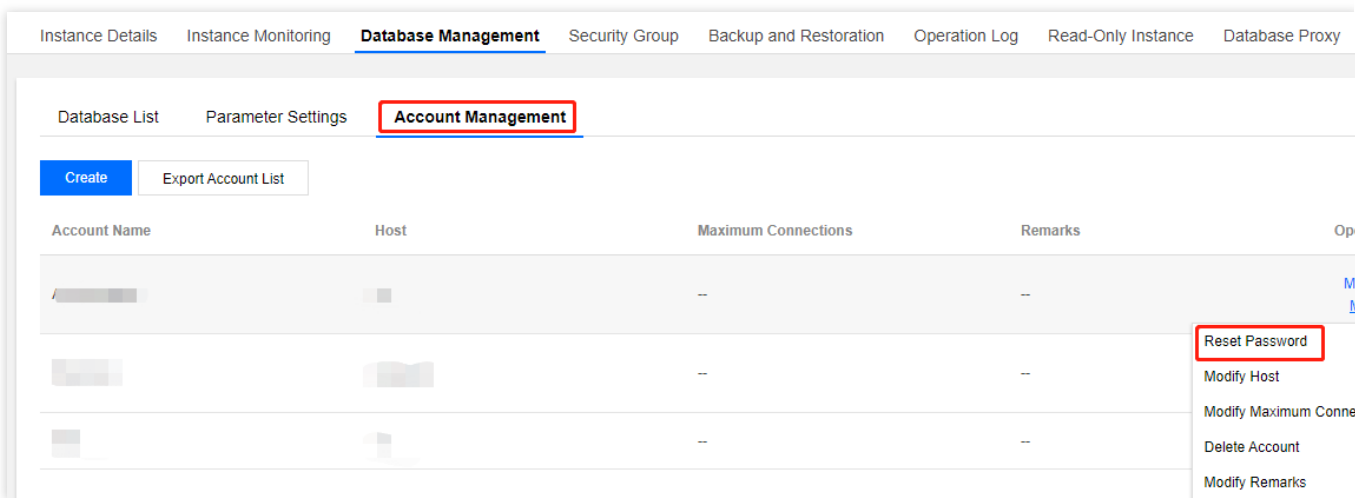 Instance Details Instance Monitoring Database Management Security Group Backup and Restoration Operation Log Read-Only Instance Database Proxy
Database List Parameter Settings Account Management
Create Export Account List
Account Name Host Maximum Connections Remarks
-- --
Reset Password
-- --
Modify Host
Modify Maximum
-- --
Delete Account
Modify Remarks